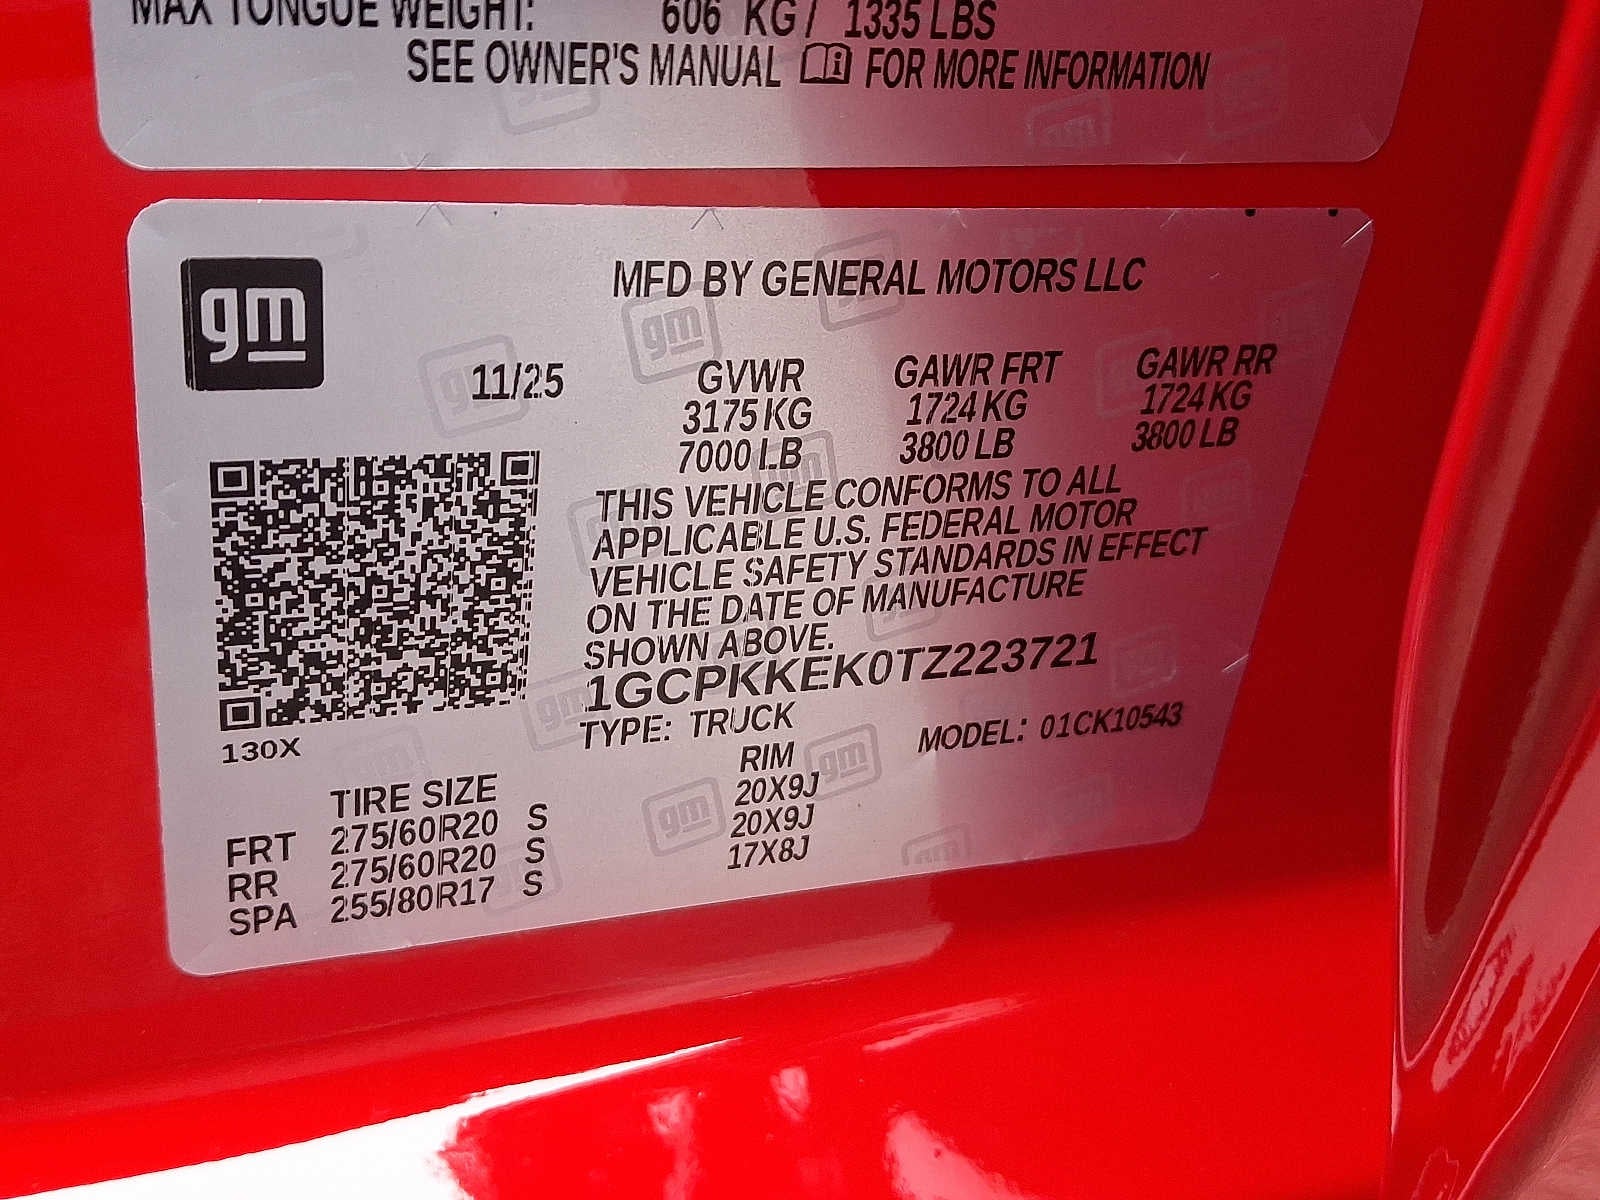 MAX TONGUE WEIGHT: 606 KG / 1335 LBS
SEE OWNER'S MANUAL FOR MORE INFORMATION
gm
MFD BY GENERAL MOTORS LLC
11/25
GVWR GAWR FRT GAWR RR
3175 KG 1724 KG 1724 KG
7000 LB 3800 LB 3800 LB
THIS VEHICLE CONFORMS TO ALL
APPLICABLE U.S. FEDERAL MOTOR
VEHICLE SAFETY STANDARDS IN EFFECT
ON THE DATE OF MANUFACTURE
SHOWN ABOVE.
1GCPKKEK0TZ223721
TYPE: TRUCK MODEL: 01CK10543
130X
TIRE SIZE RIM
FRT 275/60R20 S 20X9J
RR 275/60R20 S 20X9J
SPA 255/80R17 S 17X8J